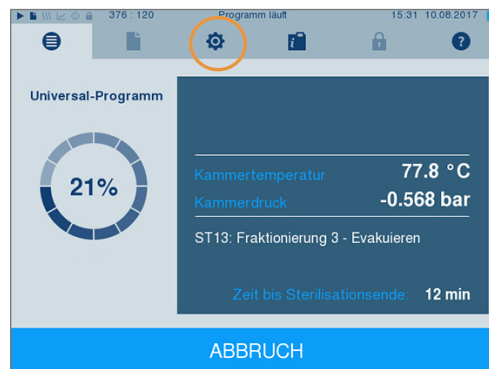 376 : 120 Programm läuft 15:31 10.08.2017
Universal-Programm
21%
Kammertemperatur 77.8 °C
Kammerdruck -0.568 bar
ST13: Fraktionierung 3 - Evakuieren
Zeit bis Sterilisationsende: 12 min
ABBRUCH